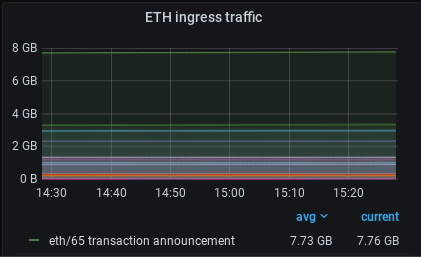 ETH ingress traffic
8 GB
6 GB
4 GB
2 GB
0 B
14:30 14:40 14:50 15:00 15:10 15:20
avg current
eth/65 transaction announcement 7.73 GB 7.76 GB